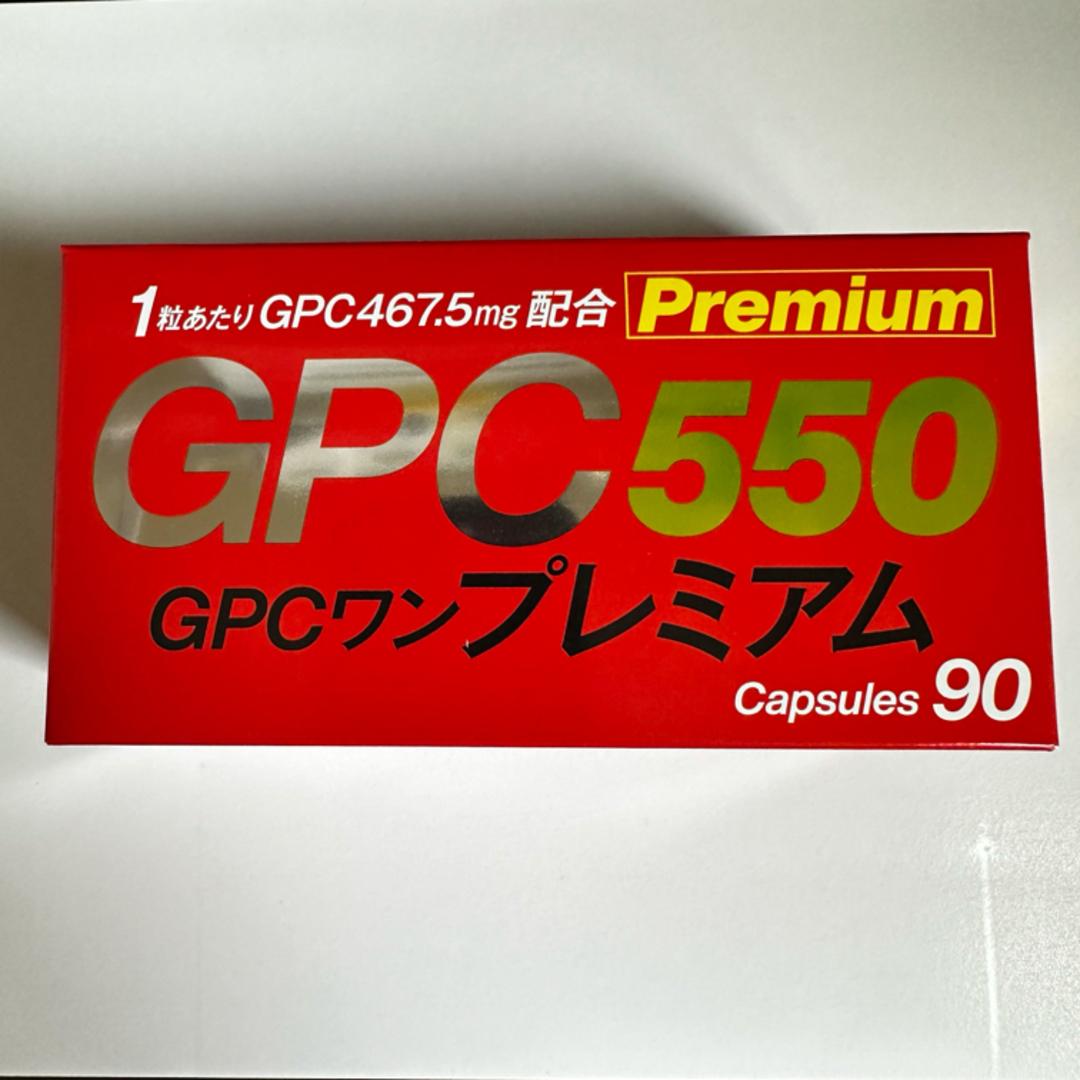 1粒あたりGPC467.5mg配合 Premium
GPC550
GPCワンプレミアム
Capsules 90